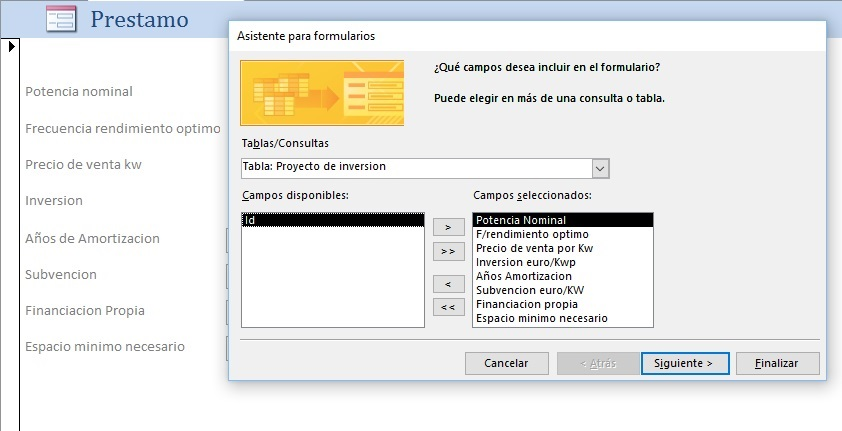 Prestamo
Potencia nominal
Frecuencia rendimiento optimo
Precio de venta kw
Inversion
Años de Amortizacion
Subvencion
Financiacion Propia
Espacio minimo necesario
Asistente para formularios
¿Qué campos desea incluir en el formulario?
Puede elegir en más de una consulta o tabla.
Tablas/Consultas
Tabla: Proyecto de inversion
Campos disponibles:
Id
>
>>
<
<<
Campos seleccionados:
Potencia Nominal
F/rendimiento optimo
Precio de venta por Kw
Inversion euro/Kwp
Años Amortizacion
Subvencion euro/KW
Financiacion propia
Espacio minimo necesario
Cancelar
< Atrás
Siguiente >
Finalizar